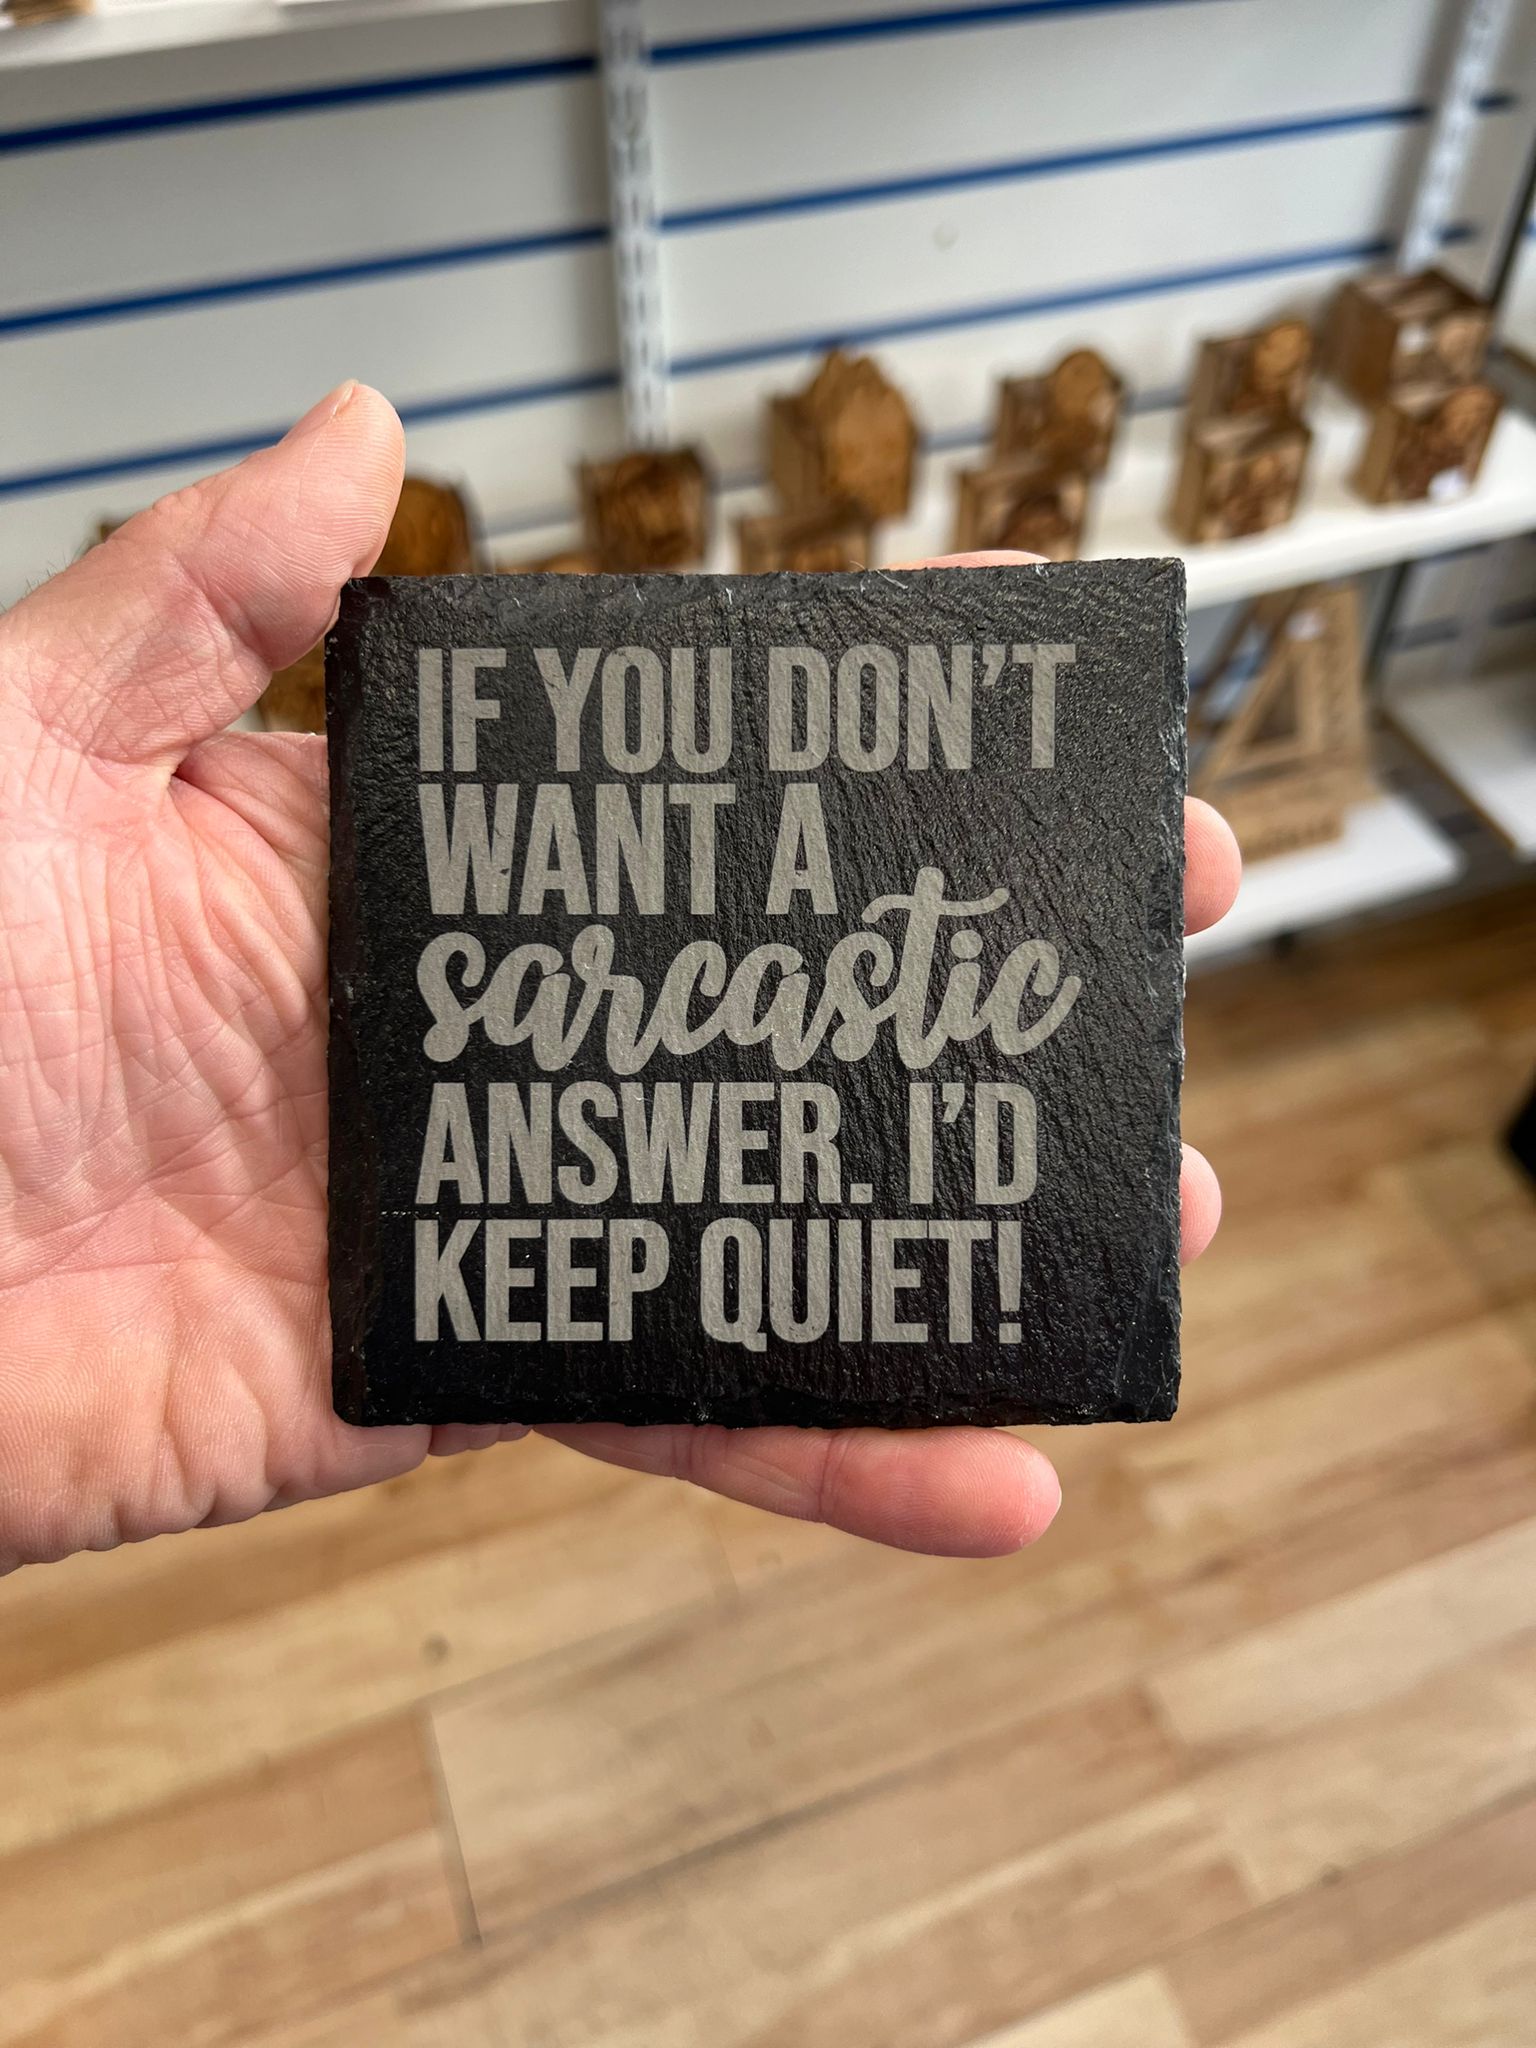 IF YOU DON'T
WANT A
sarcastic
ANSWER. I'D
KEEP QUIET!